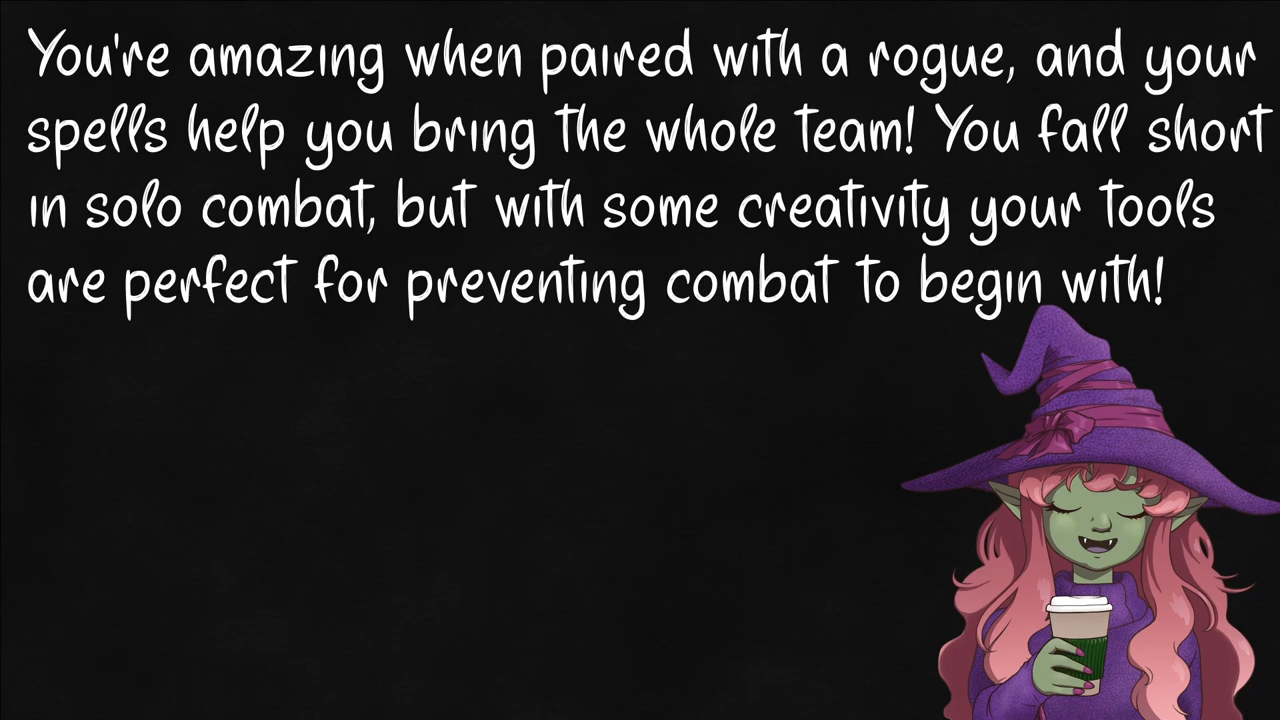 You're amazing when paired with a rogue, and your
spells help you bring the whole team! You fall short
in solo combat, but with some creativity your tools
are perfect for preventing combat to begin with!